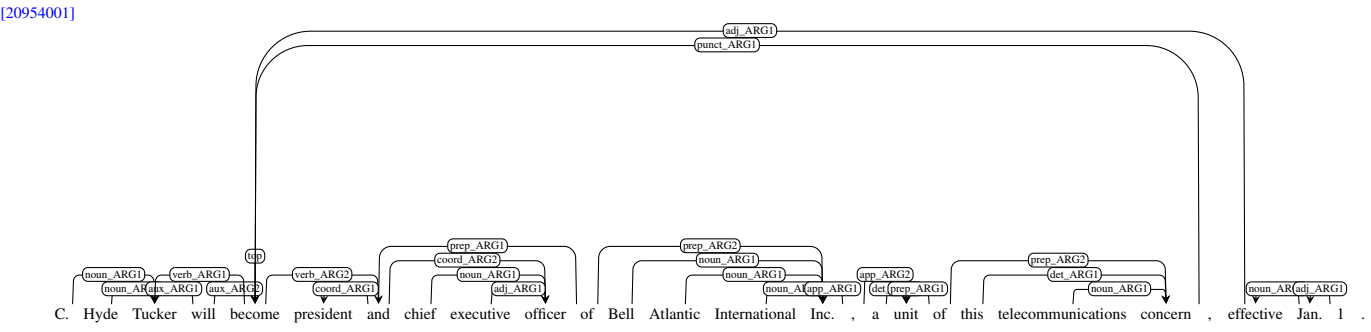 [20954001]
adj_ARG1
punct_ARG1
top
prep_ARG1 prep_ARG2
coord_ARG2 noun_ARG1 prep_ARG2
noun_ARG1 verb_ARG1 verb_ARG2 noun_ARG1 noun_ARG1 app_ARG2 det_ARG1
aux_ARG1 aux_ARG2 coord_ARG1 adj_ARG1 app_ARG1 prep_ARG1 noun_ARG1 adj_ARG1
C. Hyde Tucker will become president and chief executive officer of Bell Atlantic International Inc. , a unit of this telecommunications concern , effective Jan. 1 .